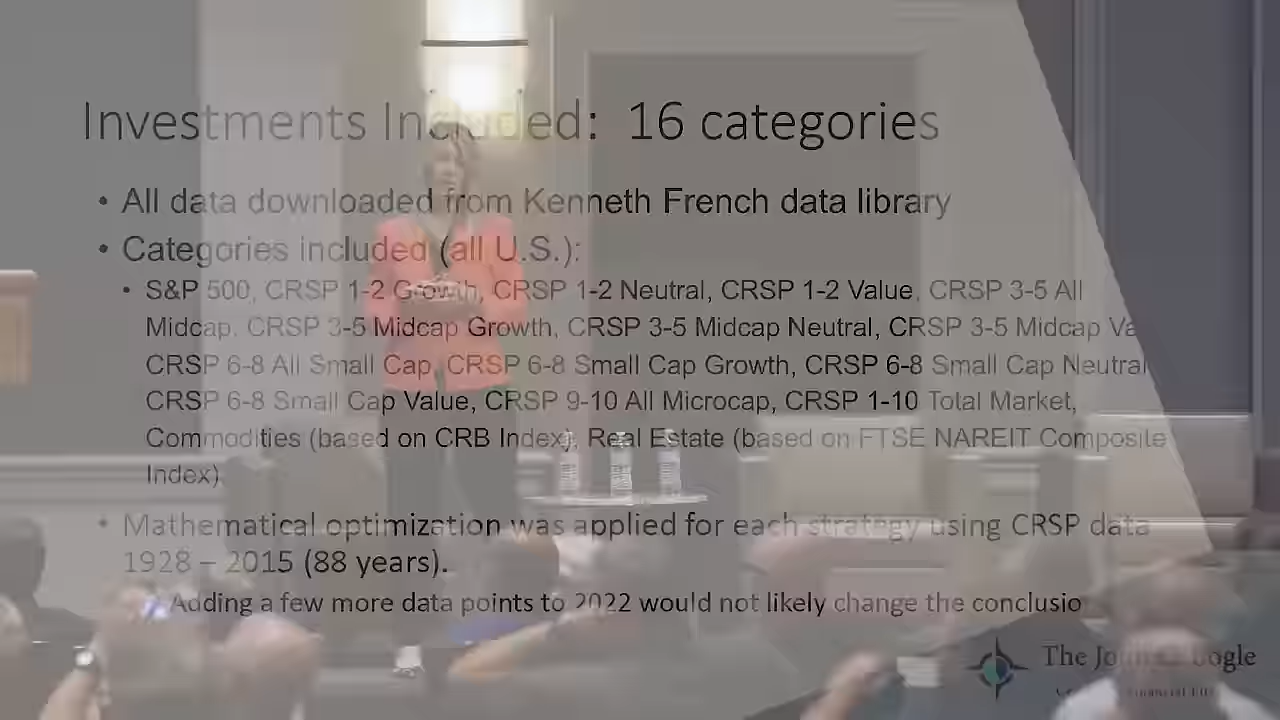 Investments Included: 16 categories
• All data downloaded from Kenneth French data library
• Categories included (all U.S.):
• S&P 500, CRSP 1-2 Growth, CRSP 1-2 Neutral, CRSP 1-2 Value, CRSP 3-5 All
Midcap, CRSP 3-5 Midcap Growth, CRSP 3-5 Midcap Neutral, CRSP 3-5 Midcap Va
CRSP 6-8 All Small Cap, CRSP 6-8 Small Cap Growth, CRSP 6-8 Small Cap Neutral
CRSP 6-8 Small Cap Value, CRSP 9-10 All Microcap, CRSP 1-10 Total Market,
Commodities (based on CRB Index), Real Estate (based on FTSE NAREIT Composite
Index)
• Mathematical optimization was applied for each strategy using CRSP data
1928 – 2015 (88 years).
Adding a few more data points to 2022 would not likely change the conclusio
The John Bogle
Financial